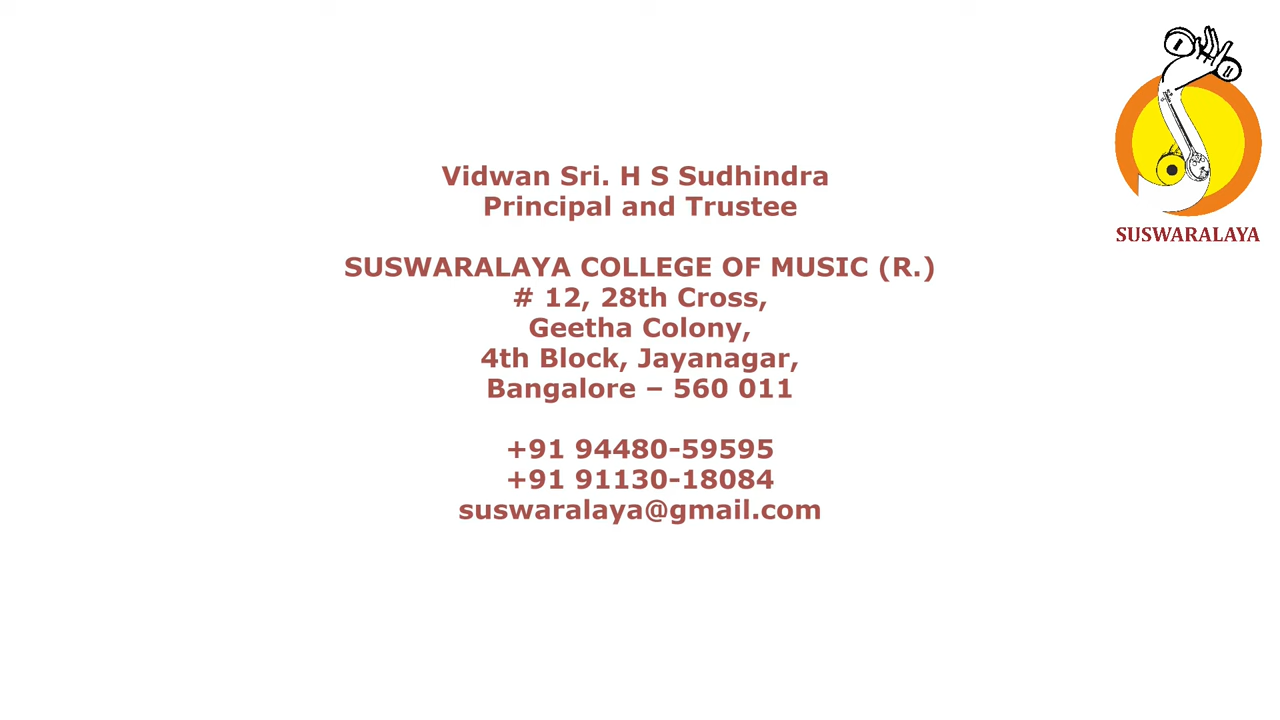 Vidwan Sri. H S Sudhindra
Principal and Trustee
SUSWARALAYA COLLEGE OF MUSIC (R.)
# 12, 28th Cross,
Geetha Colony,
4th Block, Jayanagar,
Bangalore – 560 011
+91 94480-59595
+91 91130-18084
suswaralaya@gmail.com
SUSWARALAYA